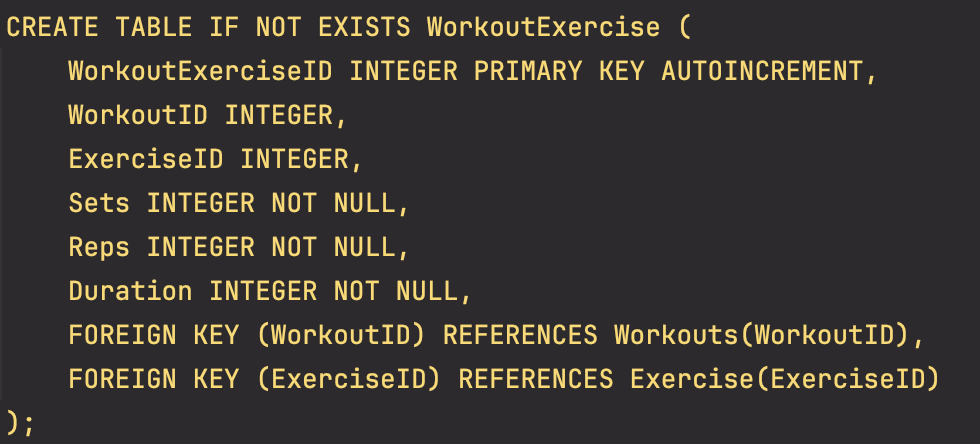 CREATE TABLE IF NOT EXISTS WorkoutExercise (
    WorkoutExerciseID INTEGER PRIMARY KEY AUTOINCREMENT,
    WorkoutID INTEGER,
    ExerciseID INTEGER,
    Sets INTEGER NOT NULL,
    Reps INTEGER NOT NULL,
    Duration INTEGER NOT NULL,
    FOREIGN KEY (WorkoutID) REFERENCES Workouts(WorkoutID),
    FOREIGN KEY (ExerciseID) REFERENCES Exercise(ExerciseID)
);